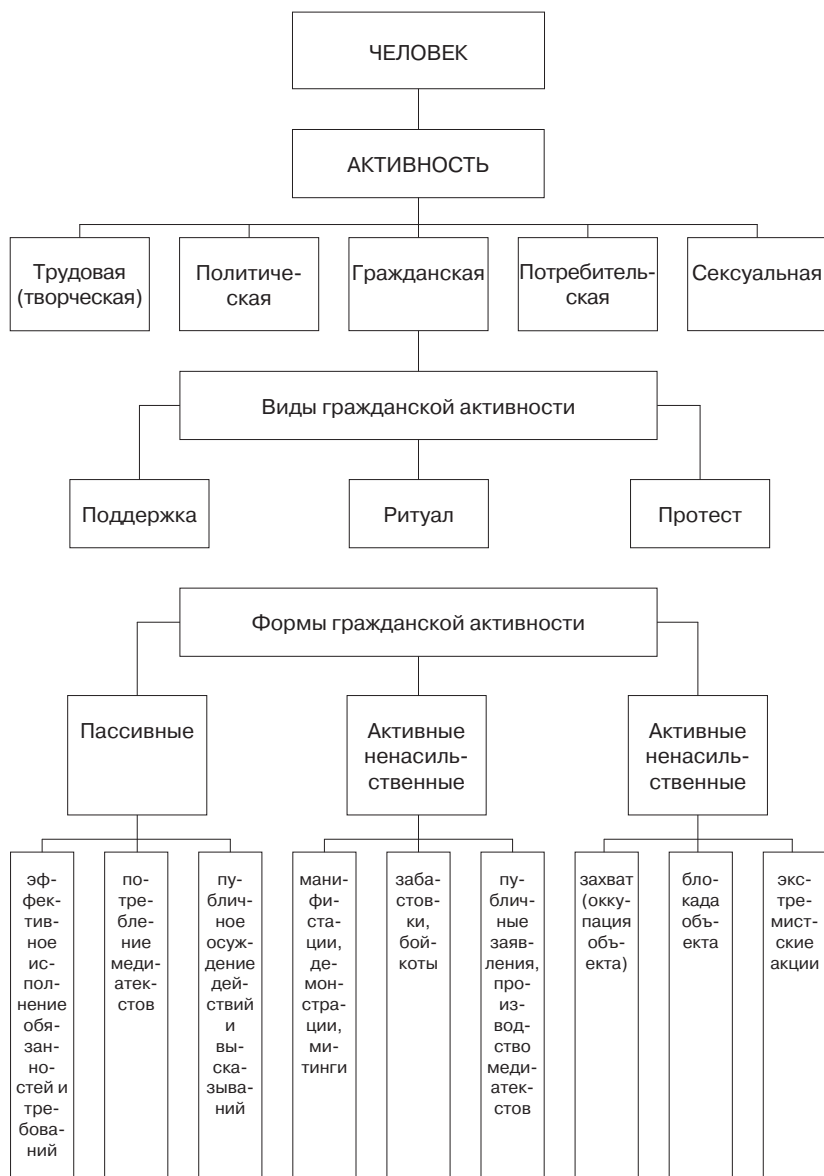 ЧЕЛОВЕК
АКТИВНОСТЬ
Трудовая
(творческая)
Политиче-
ская
Гражданская
Потребитель-
ская
Сексуальная
Виды гражданской активности
Поддержка
Ритуал
Протест
Формы гражданской активности
Пассивные
Активные
ненасиль-
ственные
Активные
ненасиль-
ственные
эф-
фек-
тив-
ное
ис-
пол-
нение
обя-
зан-
но-
стей и
тре-
бова-
ний
по-
тре-
бле-
ние
меди-
атек-
стов
пу-
блич-
ное
осуж-
дение
дей-
ствий
и
вы-
ска-
зыва-
ний
мани-
фи-
ста-
ции,
де-
мон-
стра-
ции,
ми-
тинги
заба-
стов-
ки,
бой-
коты
пу-
блич-
ные
заяв-
ления,
про-
из-
вод-
ство
меди-
атек-
стов
захват
(окку-
пация
объ-
екта)
бло-
када
объ-
екта
экс-
тре-
мист-
ские
акции